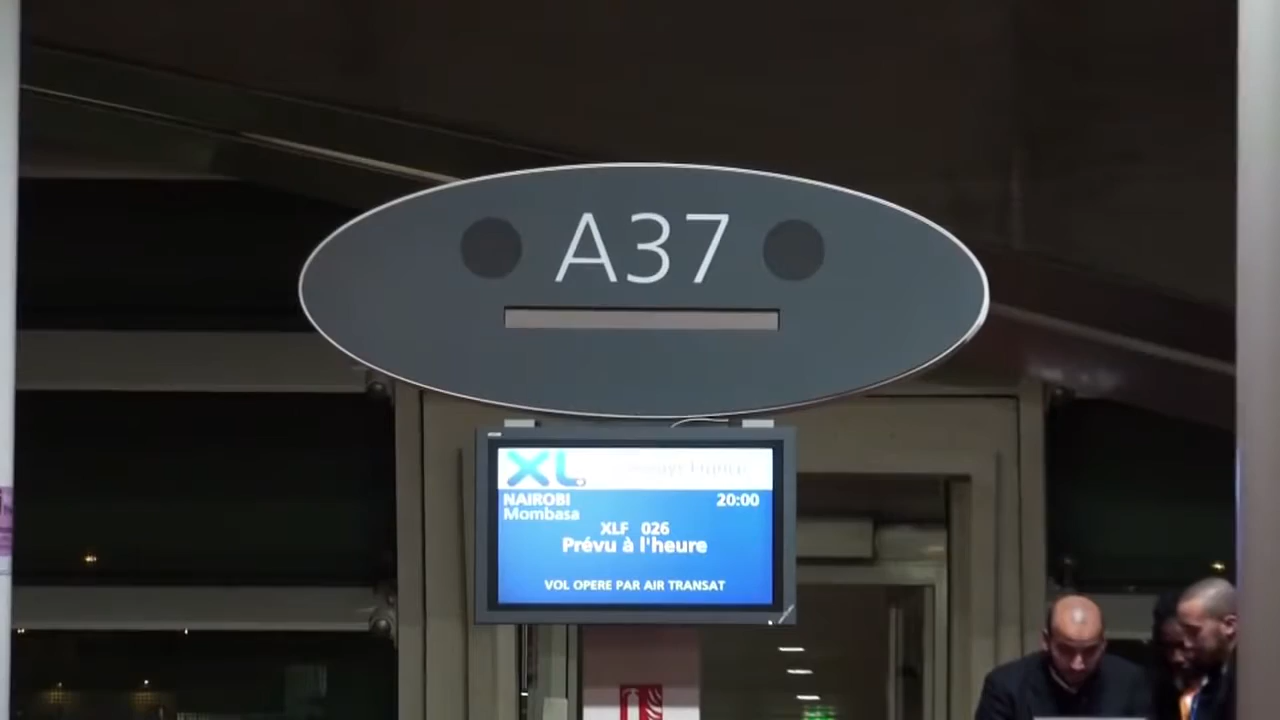 A37
XL
NAIROBI 20:00
Mombasa
XLF 026
Prévu à l'heure
VOL OPERE PAR AIR TRANSAT